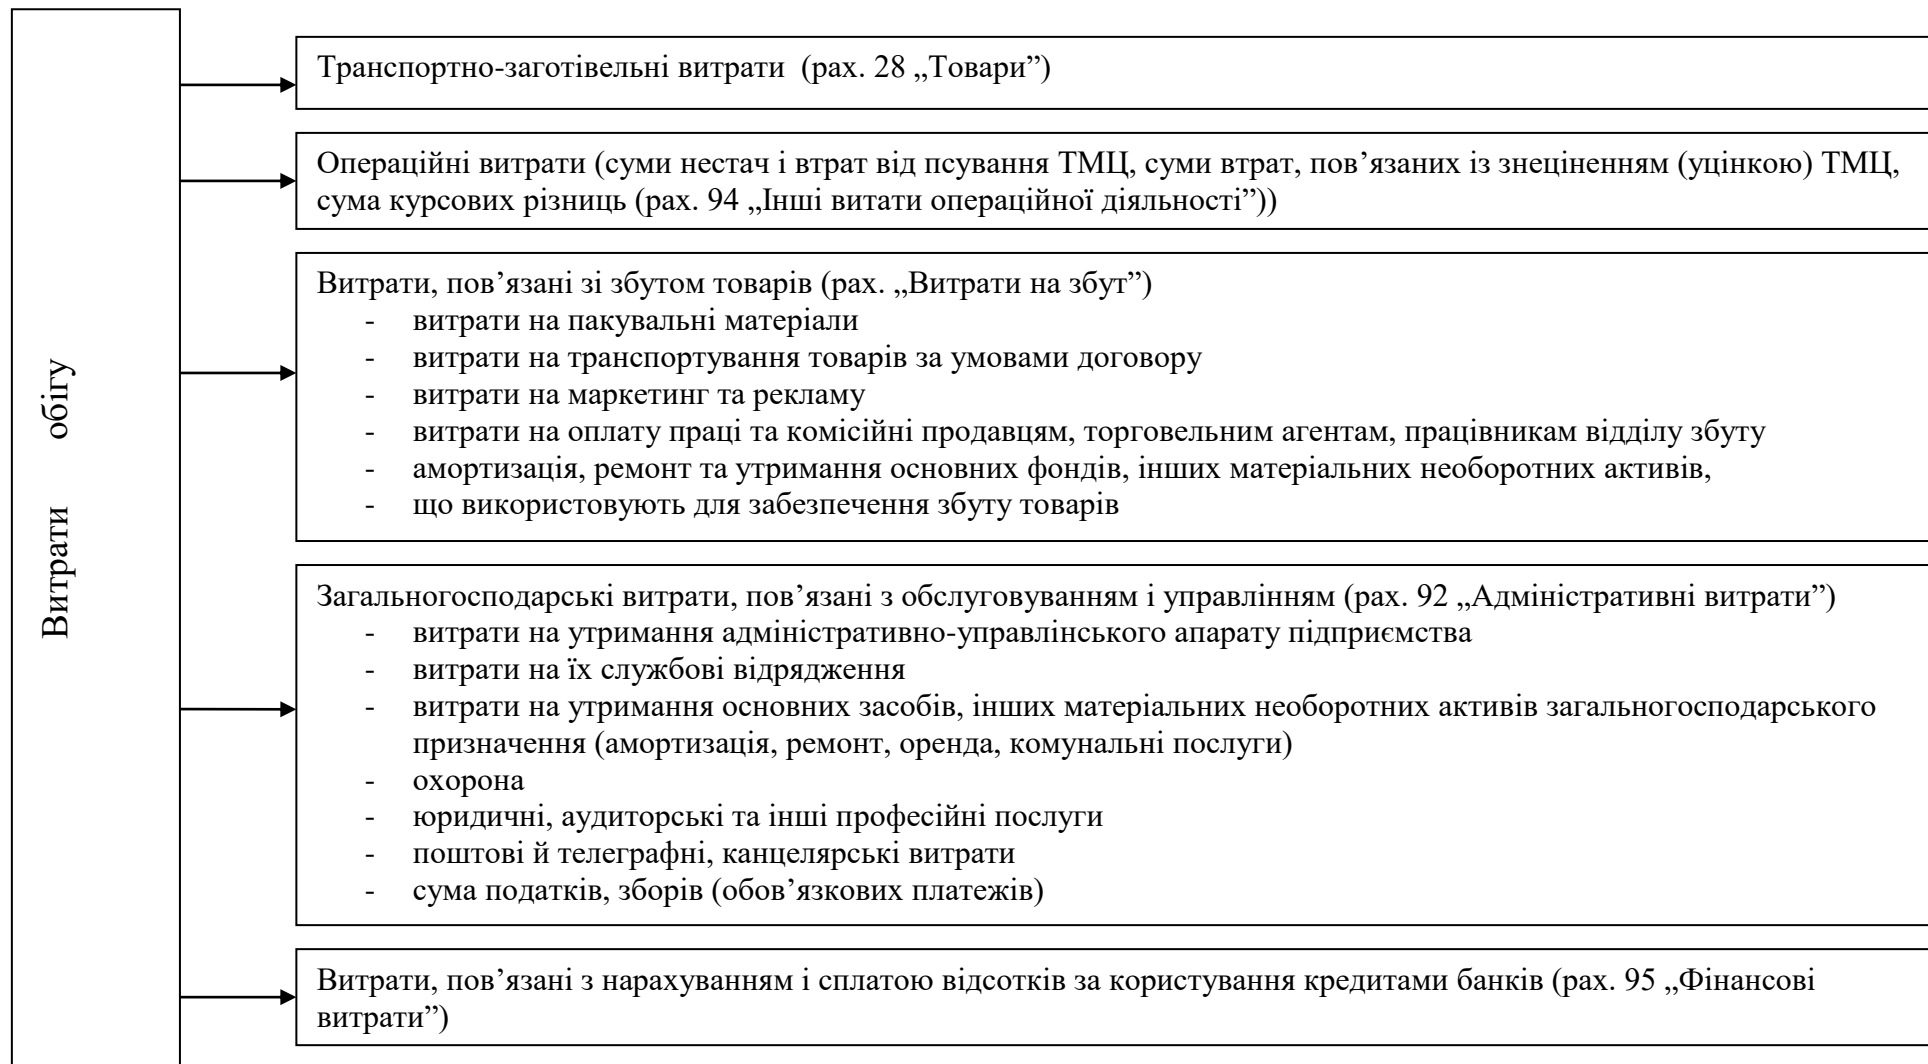 Витрати обігу
Транспортно-заготівельні витрати (рах. 28 „Товари”)
Операційні витрати (суми нестач і втрат від псування ТМЦ, суми втрат, пов’язаних із знеціненням (уцінкою) ТМЦ,
сума курсових різниць (рах. 94 „Інші витати операційної діяльності”))
Витрати, пов’язані зі збутом товарів (рах. „Витрати на збут”)
- витрати на пакувальні матеріали
- витрати на транспортування товарів за умовами договору
- витрати на маркетинг та рекламу
- витрати на оплату праці та комісійні продавцям, торговельним агентам, працівникам відділу збуту
- амортизація, ремонт та утримання основних фондів, інших матеріальних необоротних активів,
- що використовують для забезпечення збуту товарів
Загальногосподарські витрати, пов’язані з обслуговуванням і управлінням (рах. 92 „Адміністративні витрати”)
- витрати на утримання адміністративно-управлінського апарату підприємства
- витрати на їх службові відрядження
- витрати на утримання основних засобів, інших матеріальних необоротних активів загальногосподарського
призначення (амортизація, ремонт, оренда, комунальні послуги)
- охорона
- юридичні, аудиторські та інші професійні послуги
- поштові й телеграфні, канцелярські витрати
- сума податків, зборів (обов’язкових платежів)
Витрати, пов’язані з нарахуванням і сплатою відсотків за користування кредитами банків (рах. 95 „Фінансові
витрати”)